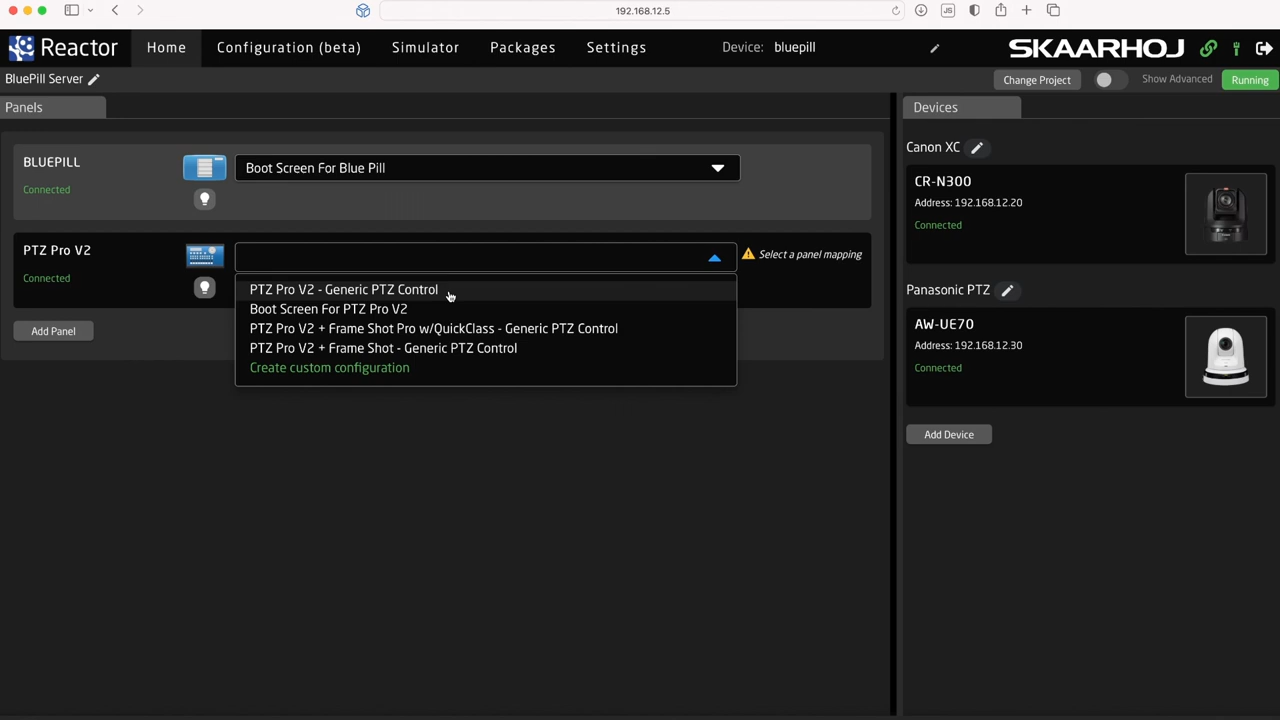 192.168.12.5
JS
Reactor
Home
Configuration (beta)
Simulator
Packages
Settings
Device: bluepill
SKAARHOJ
BluePill Server
Change Project
Show Advanced
Running
Panels
BLUEPILL
Connected
Boot Screen For Blue Pill
PTZ Pro V2
Connected
Select a panel mapping
PTZ Pro V2 - Generic PTZ Control
Boot Screen For PTZ Pro V2
PTZ Pro V2 + Frame Shot Pro w/QuickClass - Generic PTZ Control
PTZ Pro V2 + Frame Shot - Generic PTZ Control
Create custom configuration
Add Panel
Devices
Canon XC
CR-N300
Address: 192.168.12.20
Connected
Panasonic PTZ
AW-UE70
Address: 192.168.12.30
Connected
Add Device